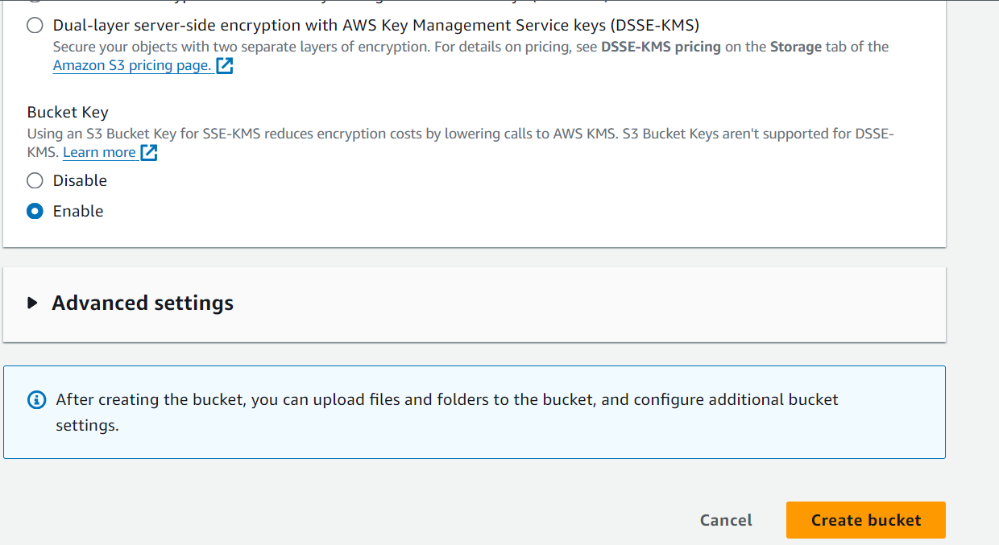 Dual-layer server-side encryption with AWS Key Management Service keys (DSSE-KMS)
Secure your objects with two separate layers of encryption. For details on pricing, see DSSE-KMS pricing on the Storage tab of the
Amazon S3 pricing page.
Bucket Key
Using an S3 Bucket Key for SSE-KMS reduces encryption costs by lowering calls to AWS KMS. S3 Bucket Keys aren't supported for DSSE-
KMS. Learn more
Disable
Enable
Advanced settings
After creating the bucket, you can upload files and folders to the bucket, and configure additional bucket
settings.
Cancel
Create bucket